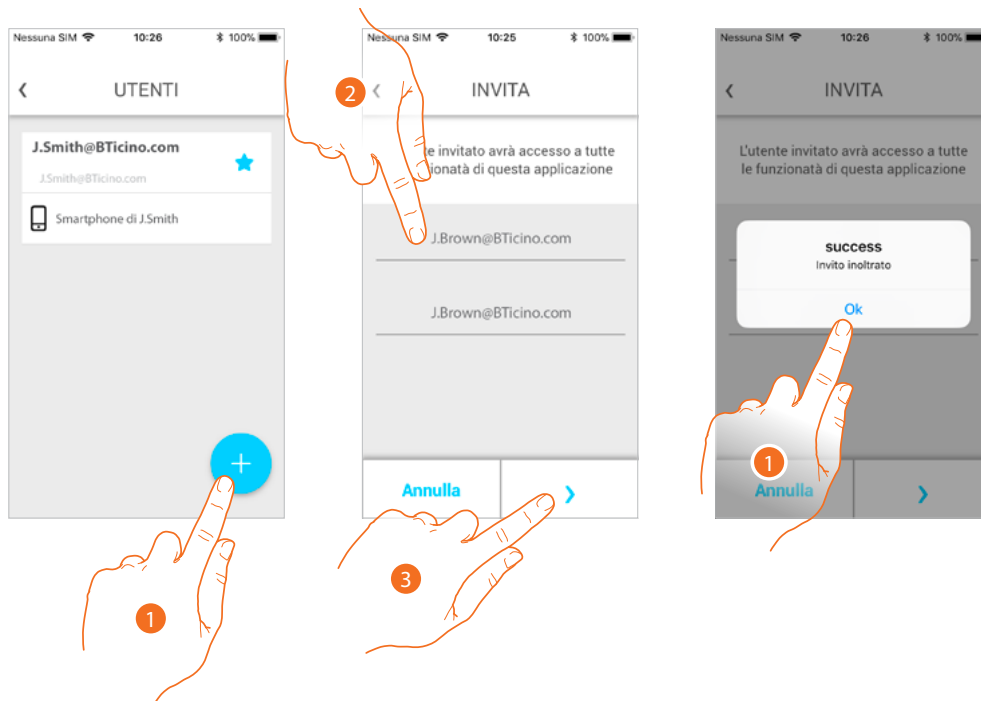 Nessuna SIM 10:26 100%
UTENTI
J.Smith@BTicino.com
J.Smith@BTicino.com
Smartphone di J.Smith
1
Nessuna SIM 10:25 100%
2
INVITA
te invitato avrà accesso a tutte
ionatà di questa applicazione
J.Brown@BTicino.com
J.Brown@BTicino.com
Annulla
3
Nessuna SIM 10:26 100%
INVITA
L'utente invitato avrà accesso a tutte
le funzionatà di questa applicazione
success
Invito inoltrato
Ok
1
Annulla